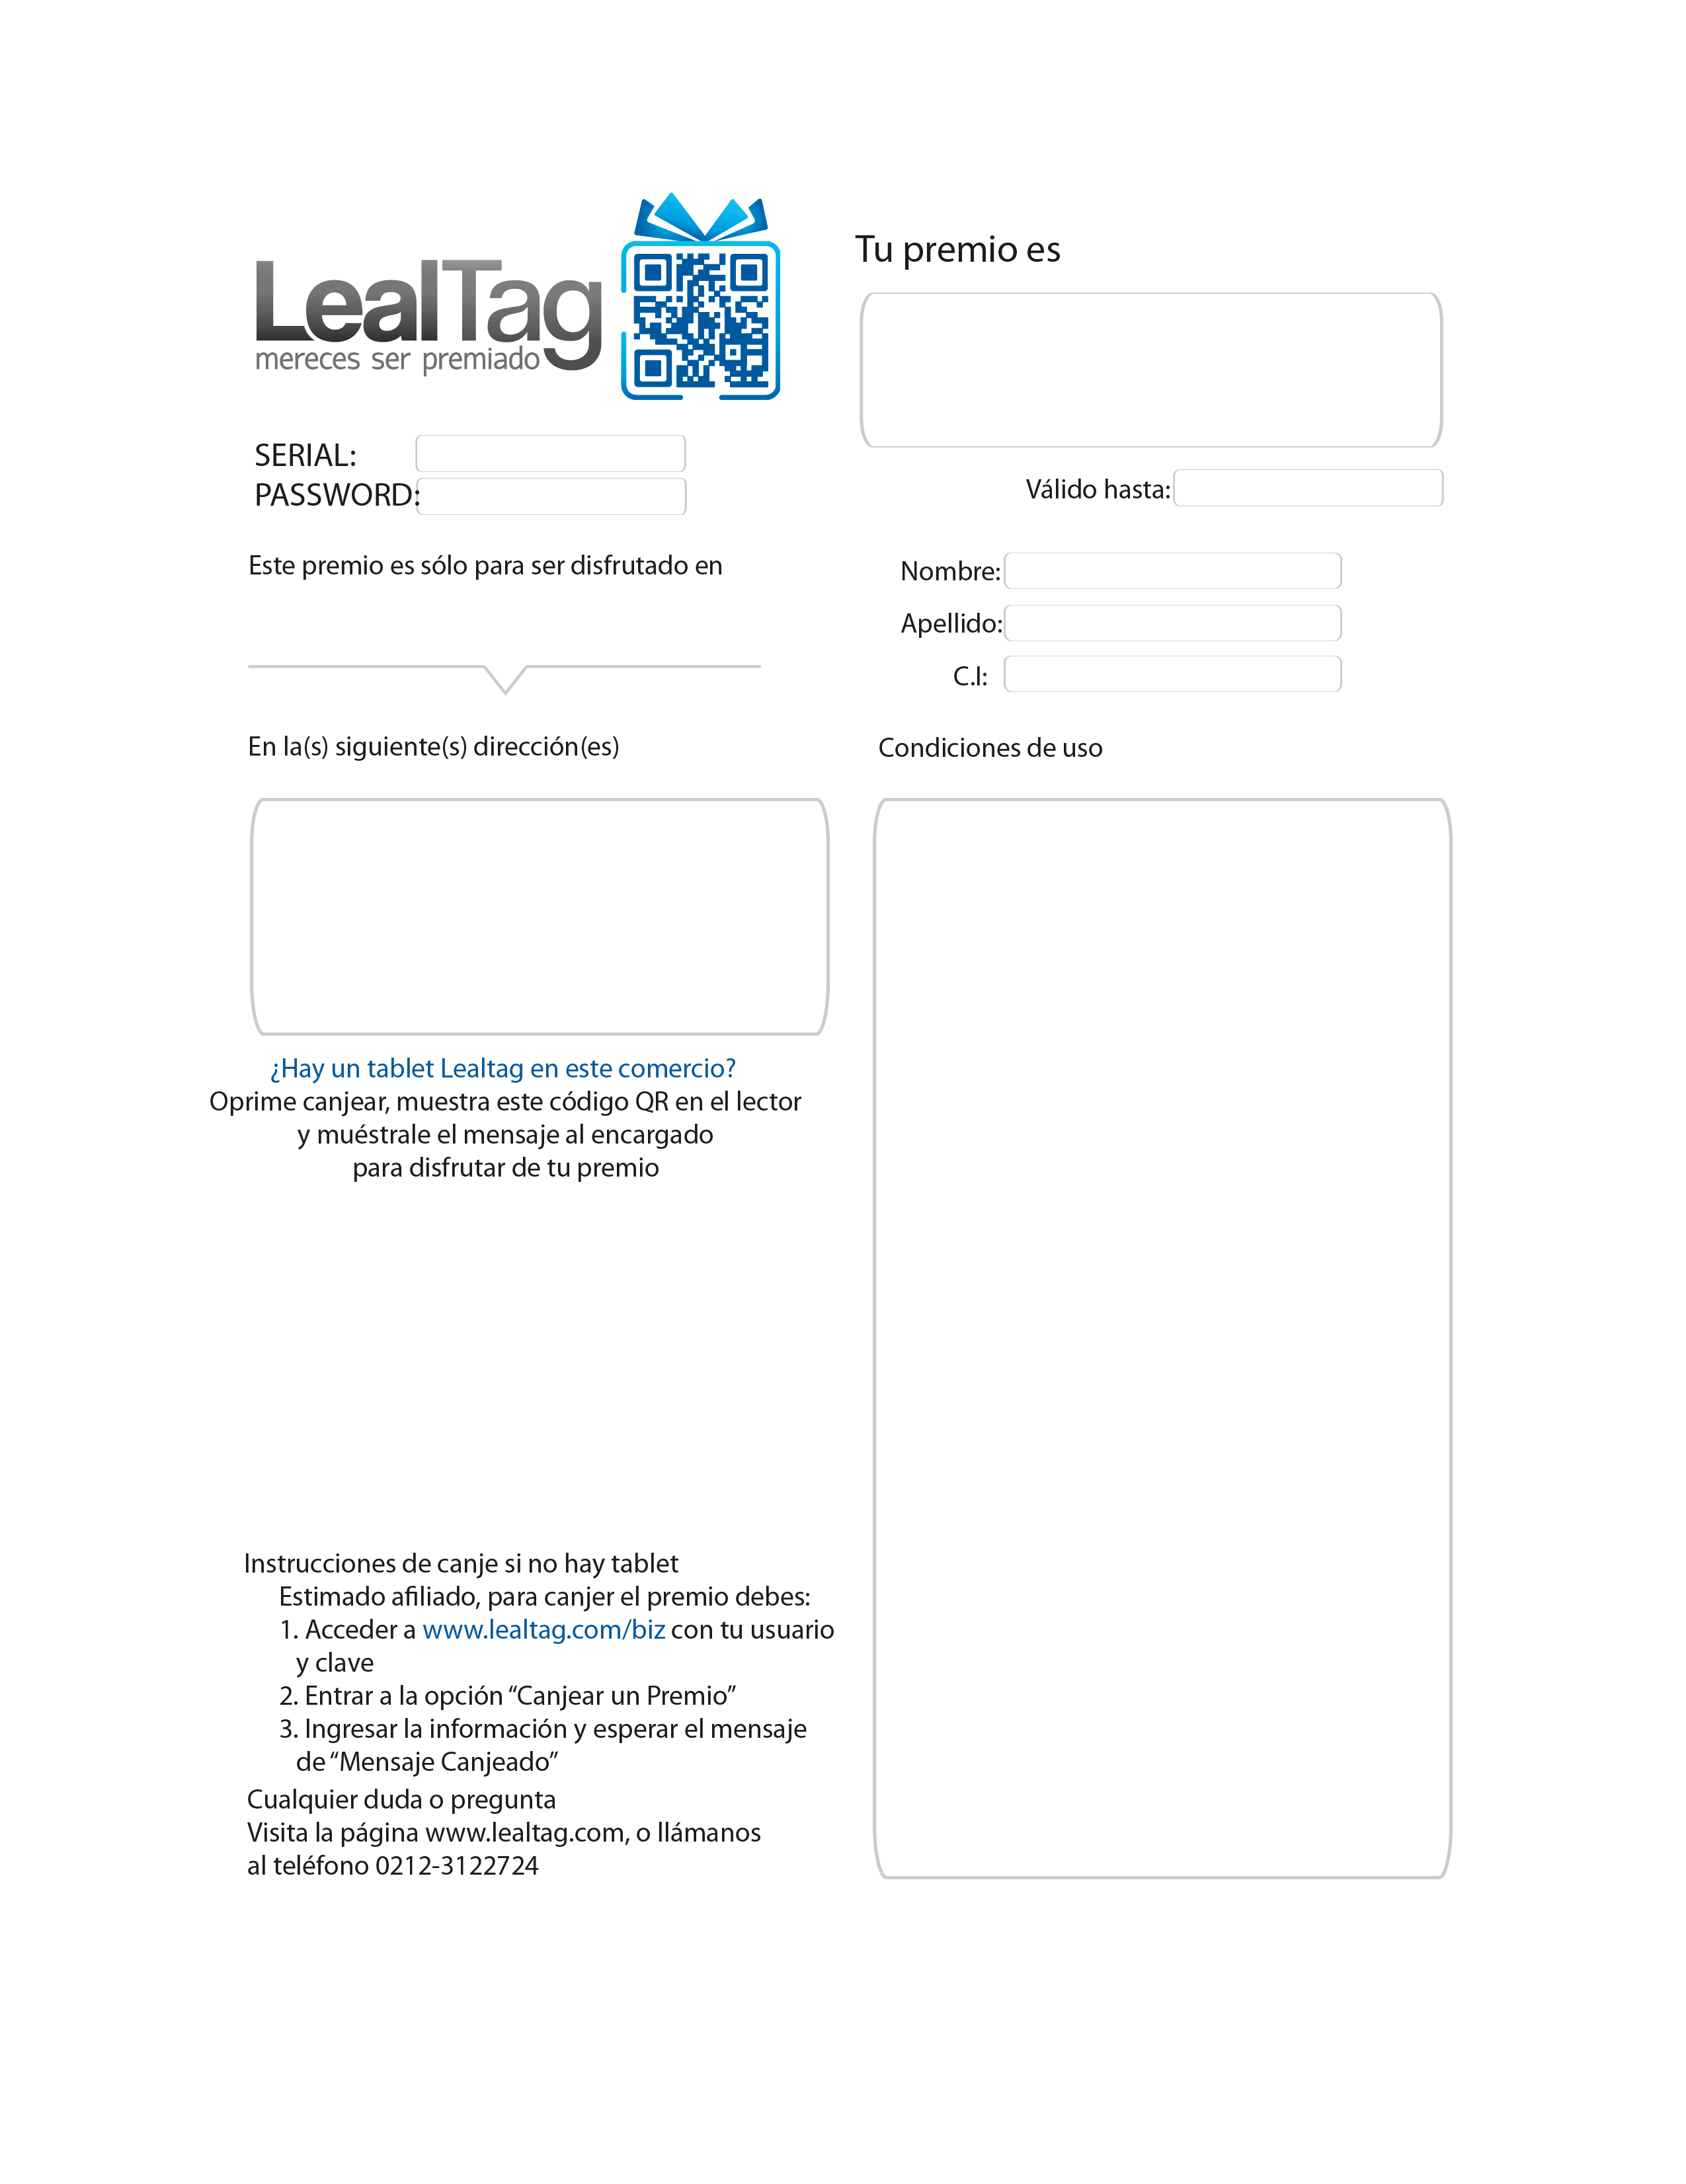 LealTag
mereces ser premiado
SERIAL:
PASSWORD:
Este premio es sólo para ser disfrutado en
En la(s) siguiente(s) dirección(es)
¿Hay un tablet Lealtag en este comercio?
Oprime canjear, muestra este código QR en el lector
y muéstrale el mensaje al encargado
para disfrutar de tu premio
Instrucciones de canje si no hay tablet
Estimado afiliado, para canjer el premio debes:
1. Acceder a www.lealtag.com/biz con tu usuario
y clave
2. Entrar a la opción “Canjear un Premio”
3. Ingresar la información y esperar el mensaje
de “Mensaje Canjeado”
Cualquier duda o pregunta
Visita la página www.lealtag.com, o llámanos
al teléfono 0212-3122724
Tu premio es
Válido hasta:
Nombre:
Apellido:
C.I:
Condiciones de uso